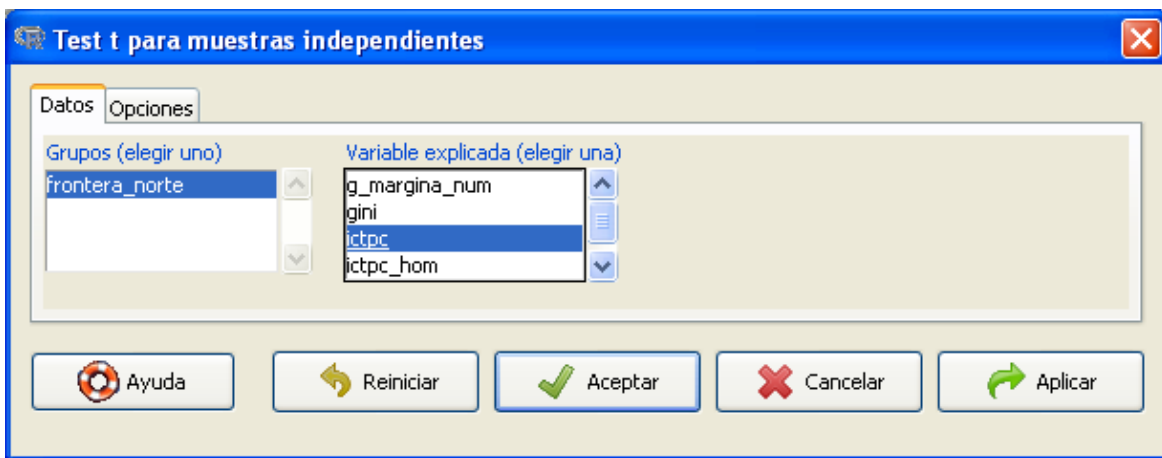 Test t para muestras independientes
Datos Opciones
Grupos (elegir uno)
frontera_norte
Variable explicada (elegir una)
g_margina_num
gini
ictpc
ictpc_hom
Ayuda Reiniciar Aceptar Cancelar Aplicar